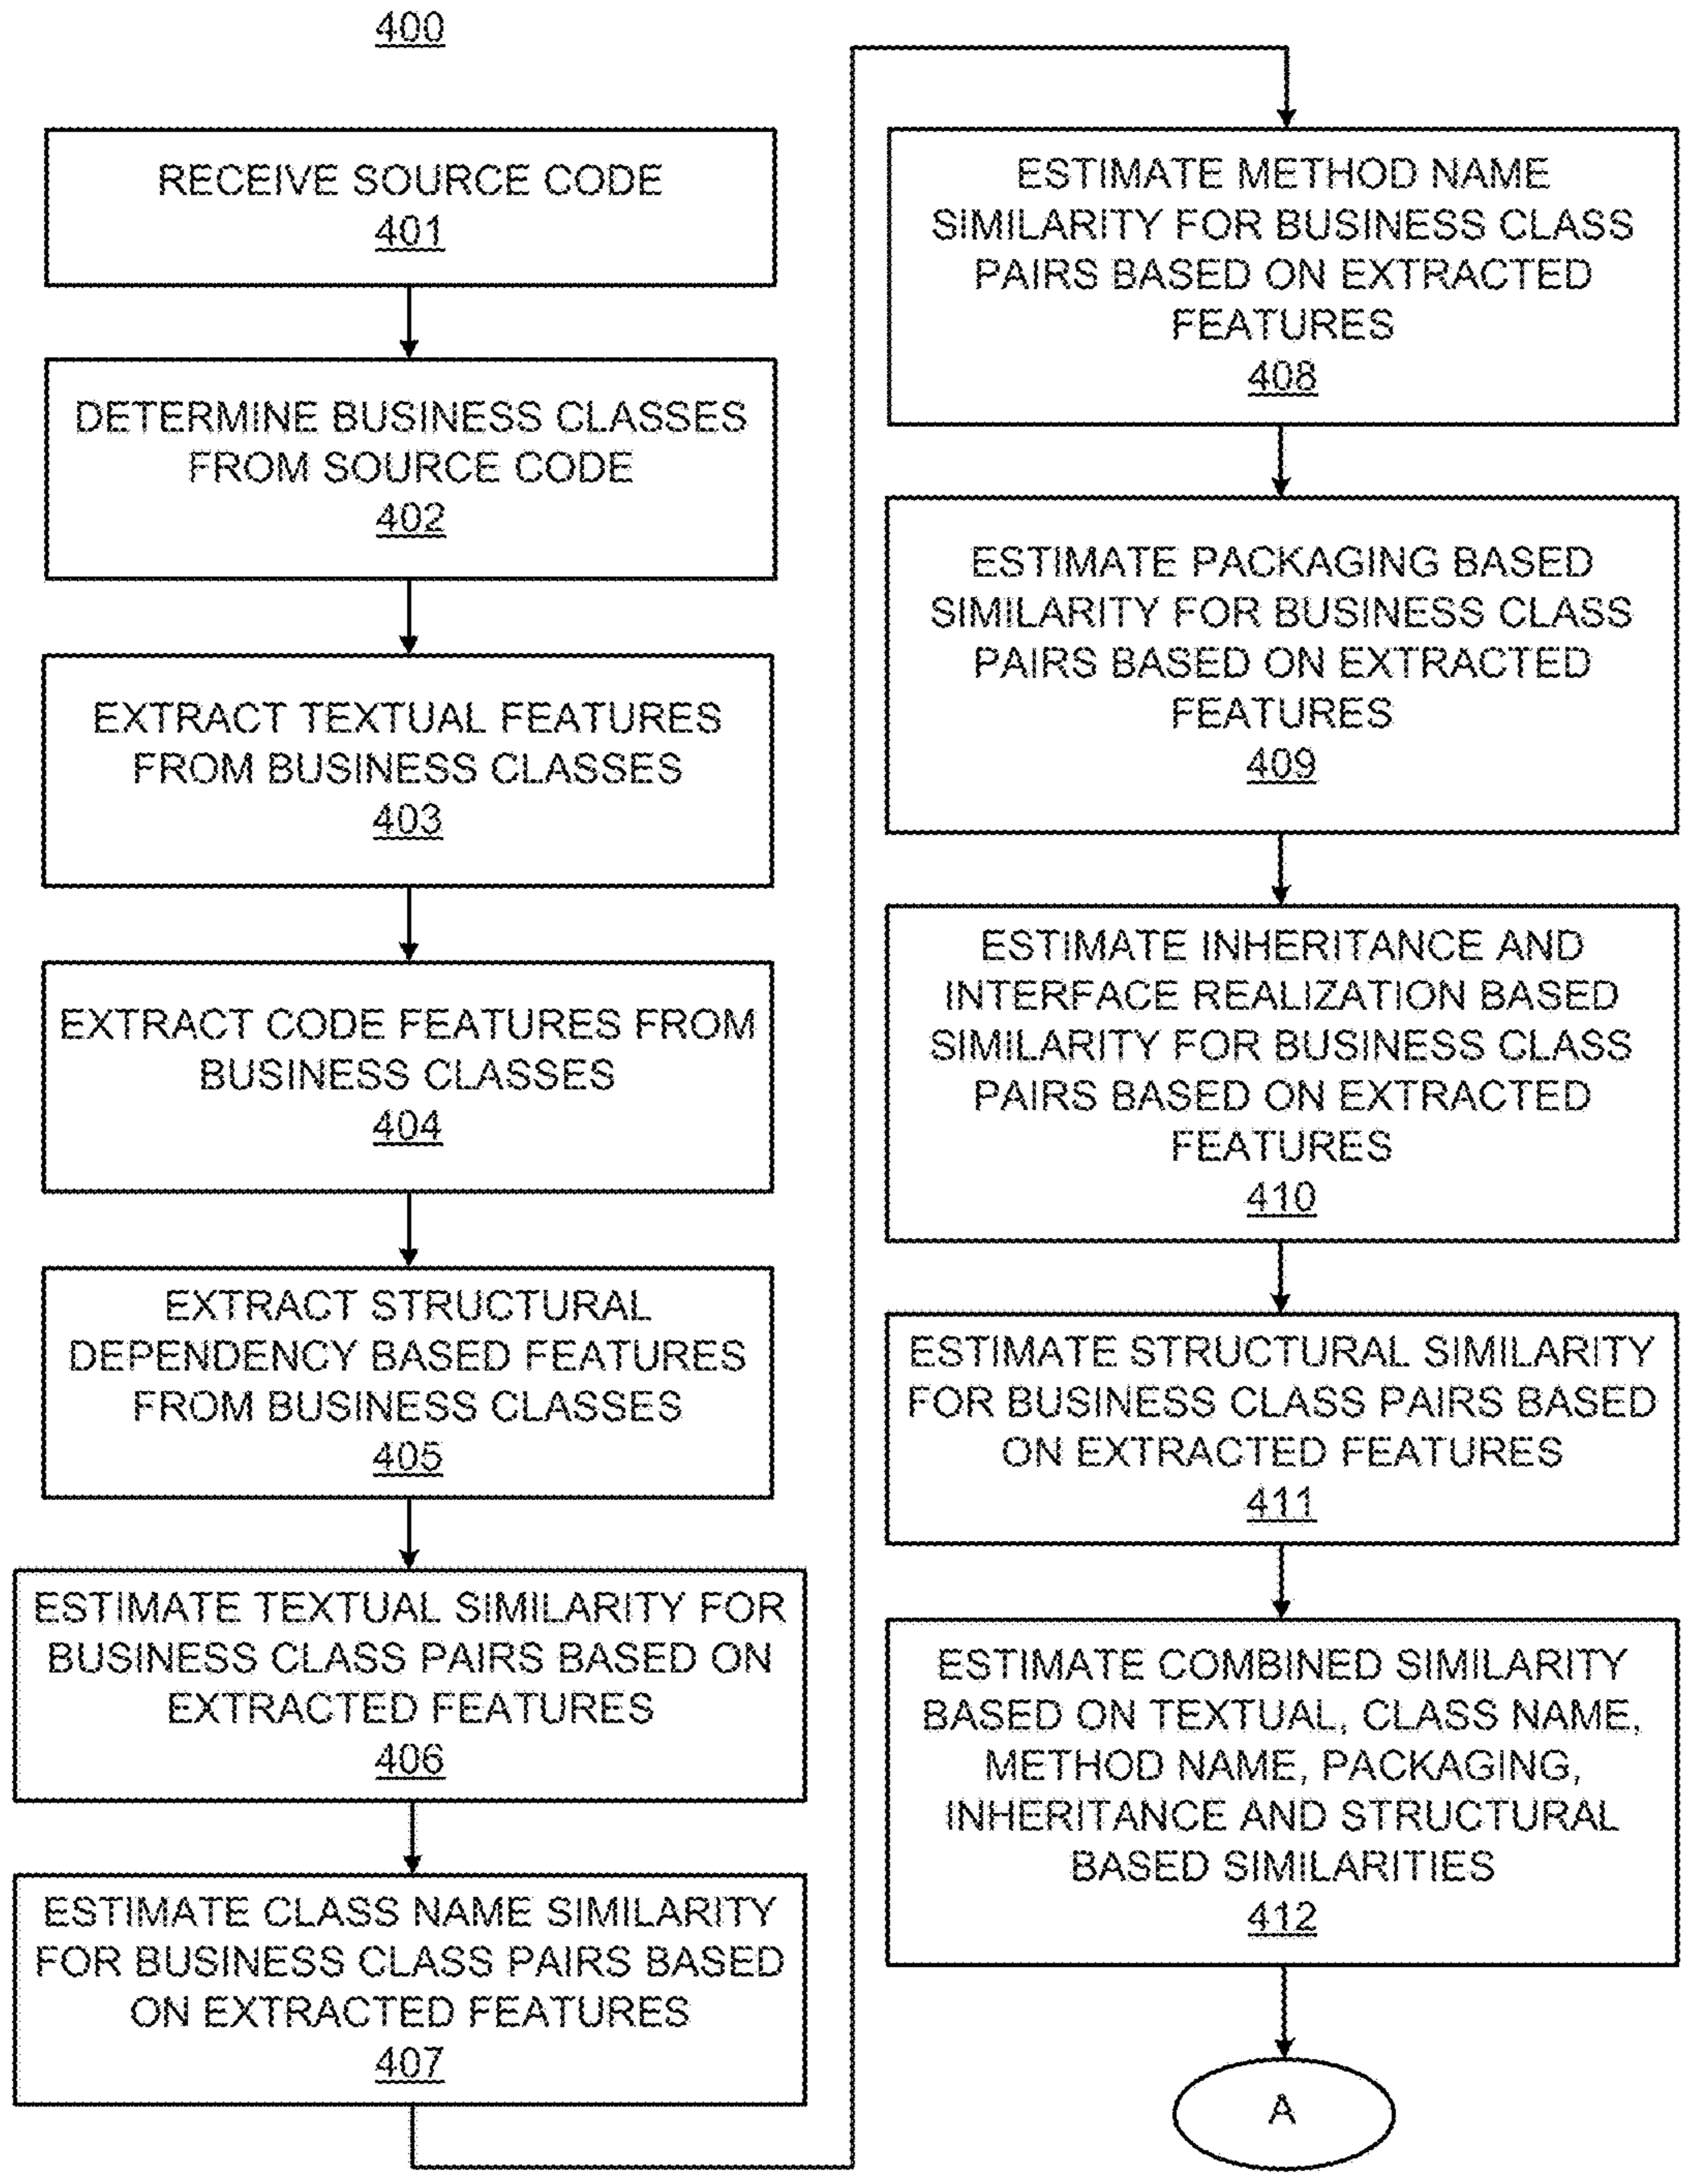 400
RECEIVE SOURCE CODE
401
DETERMINE BUSINESS CLASSES
FROM SOURCE CODE
402
EXTRACT TEXTUAL FEATURES
FROM BUSINESS CLASSES
403
EXTRACT CODE FEATURES FROM
BUSINESS CLASSES
404
EXTRACT STRUCTURAL
DEPENDENCY BASED FEATURES
FROM BUSINESS CLASSES
405
ESTIMATE TEXTUAL SIMILARITY FOR
BUSINESS CLASS PAIRS BASED ON
EXTRACTED FEATURES
406
ESTIMATE CLASS NAME SIMILARITY
FOR BUSINESS CLASS PAIRS BASED
ON EXTRACTED FEATURES
407
ESTIMATE METHOD NAME
SIMILARITY FOR BUSINESS CLASS
PAIRS BASED ON EXTRACTED
FEATURES
408
ESTIMATE PACKAGING BASED
SIMILARITY FOR BUSINESS CLASS
PAIRS BASED ON EXTRACTED
FEATURES
409
ESTIMATE INHERITANCE AND
INTERFACE REALIZATION BASED
SIMILARITY FOR BUSINESS CLASS
PAIRS BASED ON EXTRACTED
FEATURES
410
ESTIMATE STRUCTURAL SIMILARITY
FOR BUSINESS CLASS PAIRS BASED
ON EXTRACTED FEATURES
411
ESTIMATE COMBINED SIMILARITY
BASED ON TEXTUAL, CLASS NAME,
METHOD NAME, PACKAGING,
INHERITANCE AND STRUCTURAL
BASED SIMILARITIES
412
A